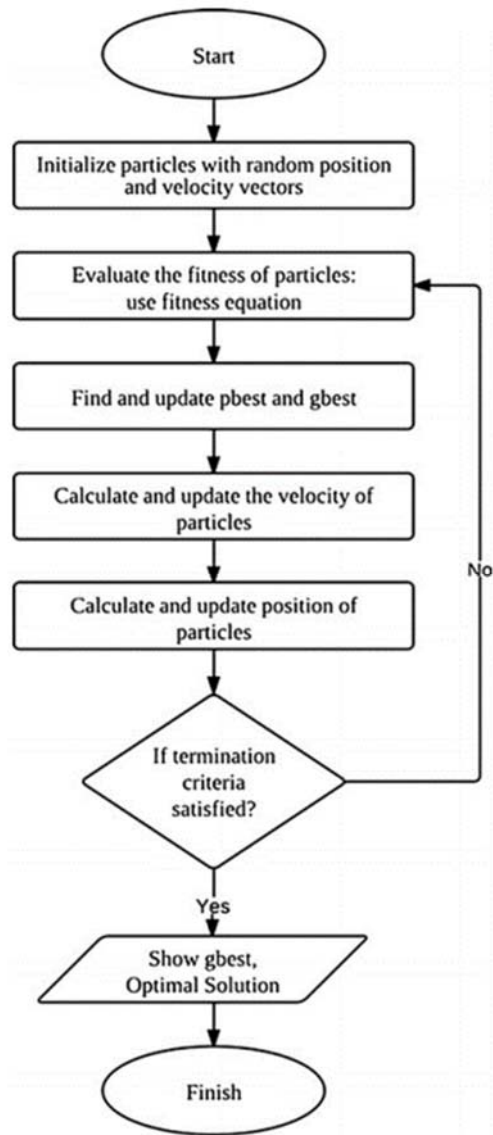 Start
Initialize particles with random position
and velocity vectors
Evaluate the fitness of particles:
use fitness equation
Find and update pbest and gbest
Calculate and update the velocity of
particles
Calculate and update position of
particles
If termination
criteria
satisfied?
No
Yes
Show gbest,
Optimal Solution
Finish